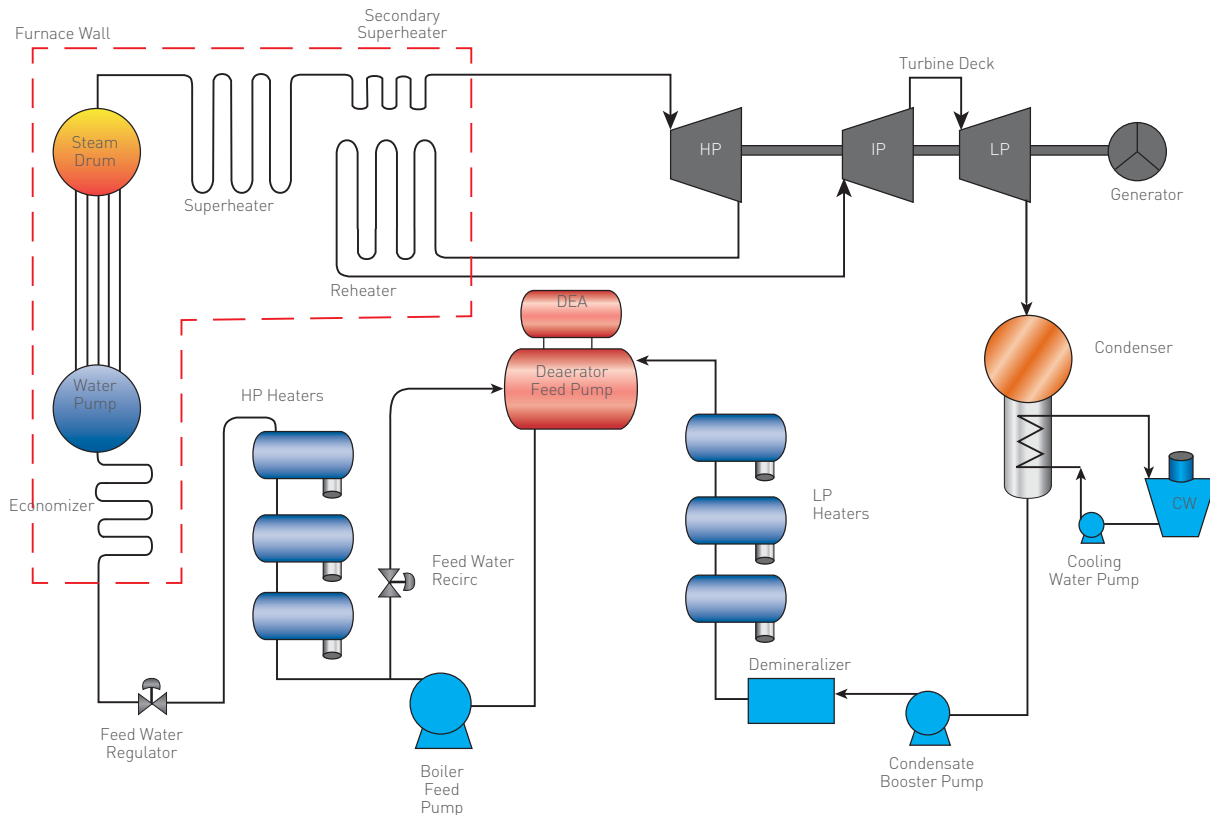 Secondary
Superheater
Furnace Wall
Turbine Deck
Steam
Drum
HP
IP
LP
Generator
Superheater
Reheater
DEA
Condenser
Deaerator
Feed Pump
Water
Pump
HP Heaters
Economizer
LP
Heaters
CW
Feed Water
Recirc
Cooling
Water Pump
Demineralizer
Feed Water
Regulator
Condensate
Booster Pump
Boiler
Feed
Pump